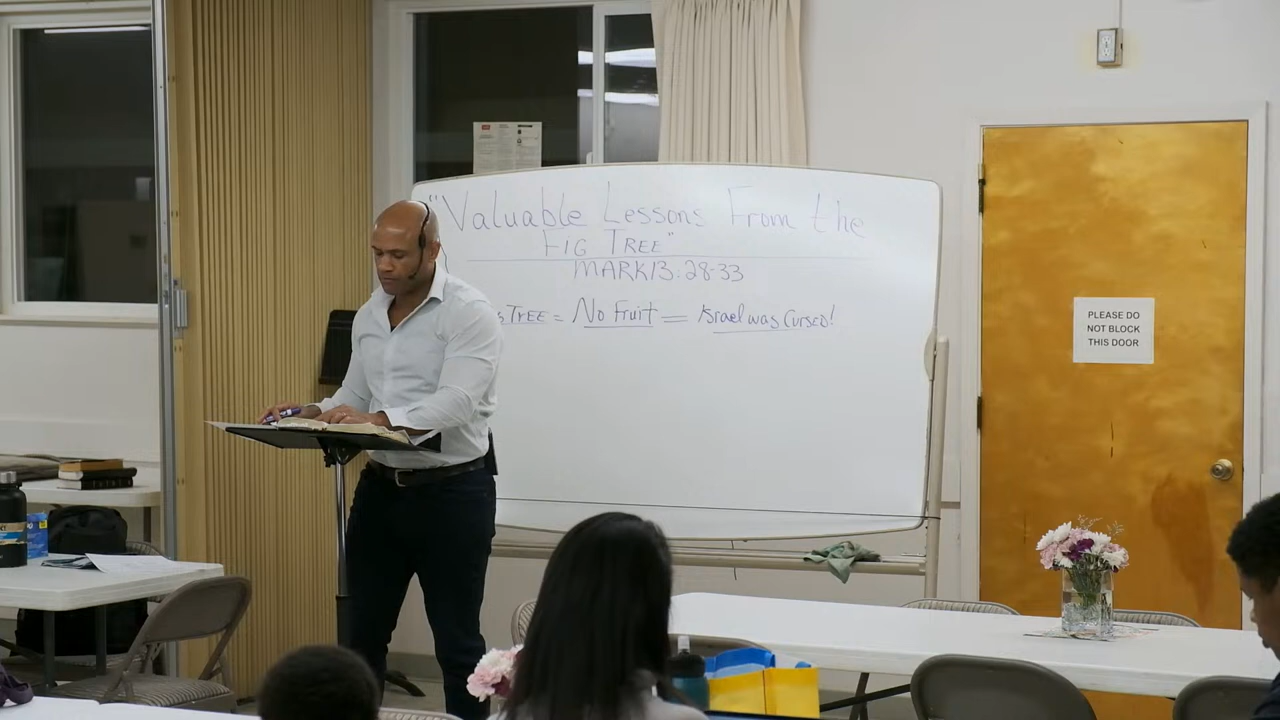 "Valuable Lessons From the
Fig Tree"
MARK 13:28-33
TREE = No Fruit = Israel was Cursed!
PLEASE DO
NOT BLOCK
THIS DOOR